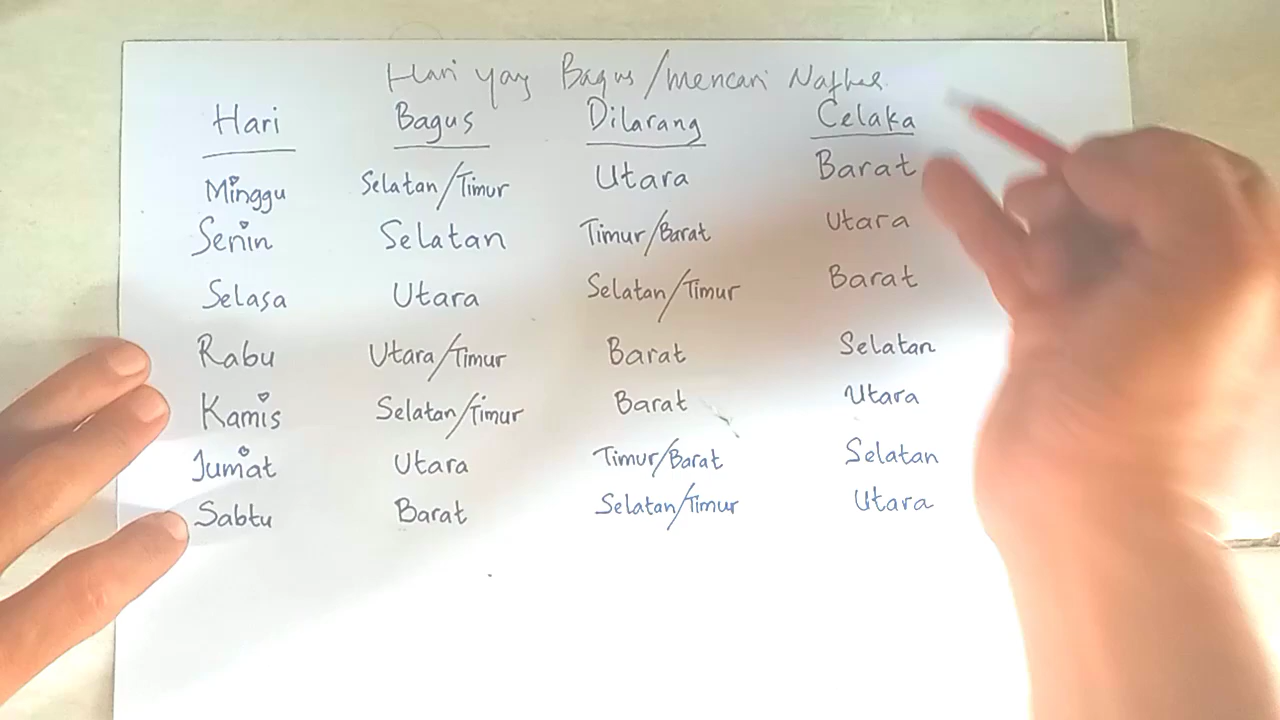 Hari yang Bagus/mencari Nafkah
Hari Bagus Dilarang Celaka
Minggu Selatan/Timur Utara Barat
Senin Selatan Timur/Barat Utara
Selasa Utara Selatan/Timur Barat
Rabu Utara/Timur Barat Selatan
Kamis Selatan/Timur Barat Utara
Jumat Utara Timur/Barat Selatan
Sabtu Barat Selatan/Timur Utara